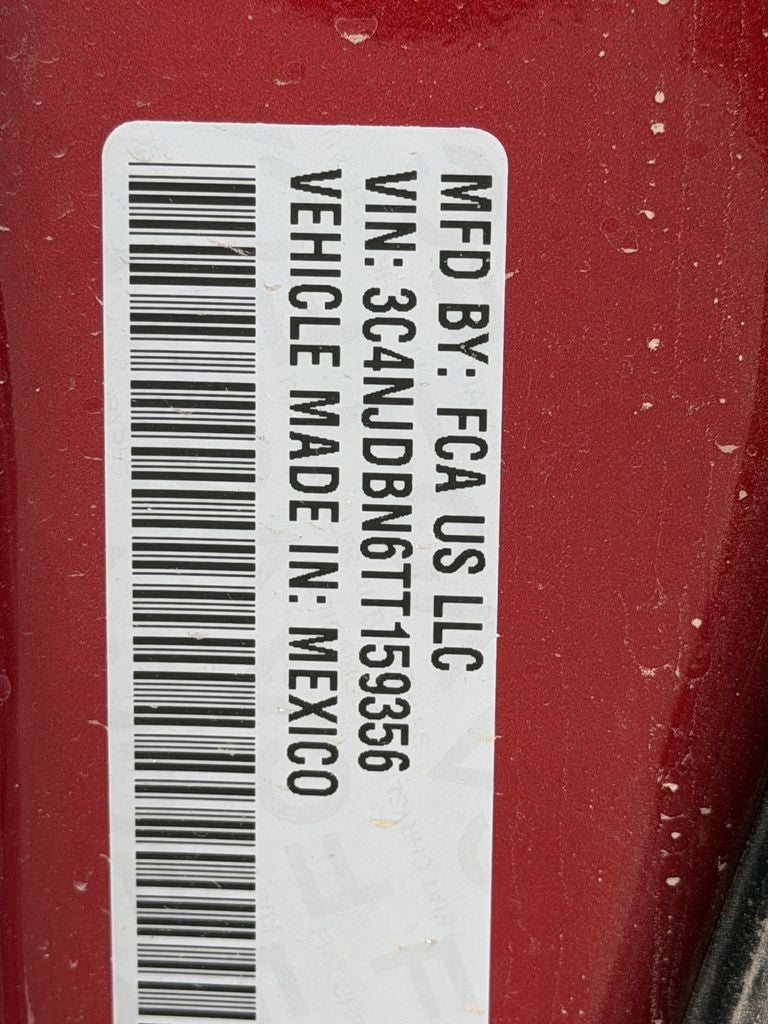 MFD BY: FCA US LLC
VIN: 3C4NJDBN6TT159356
VEHICLE MADE IN: MEXICO